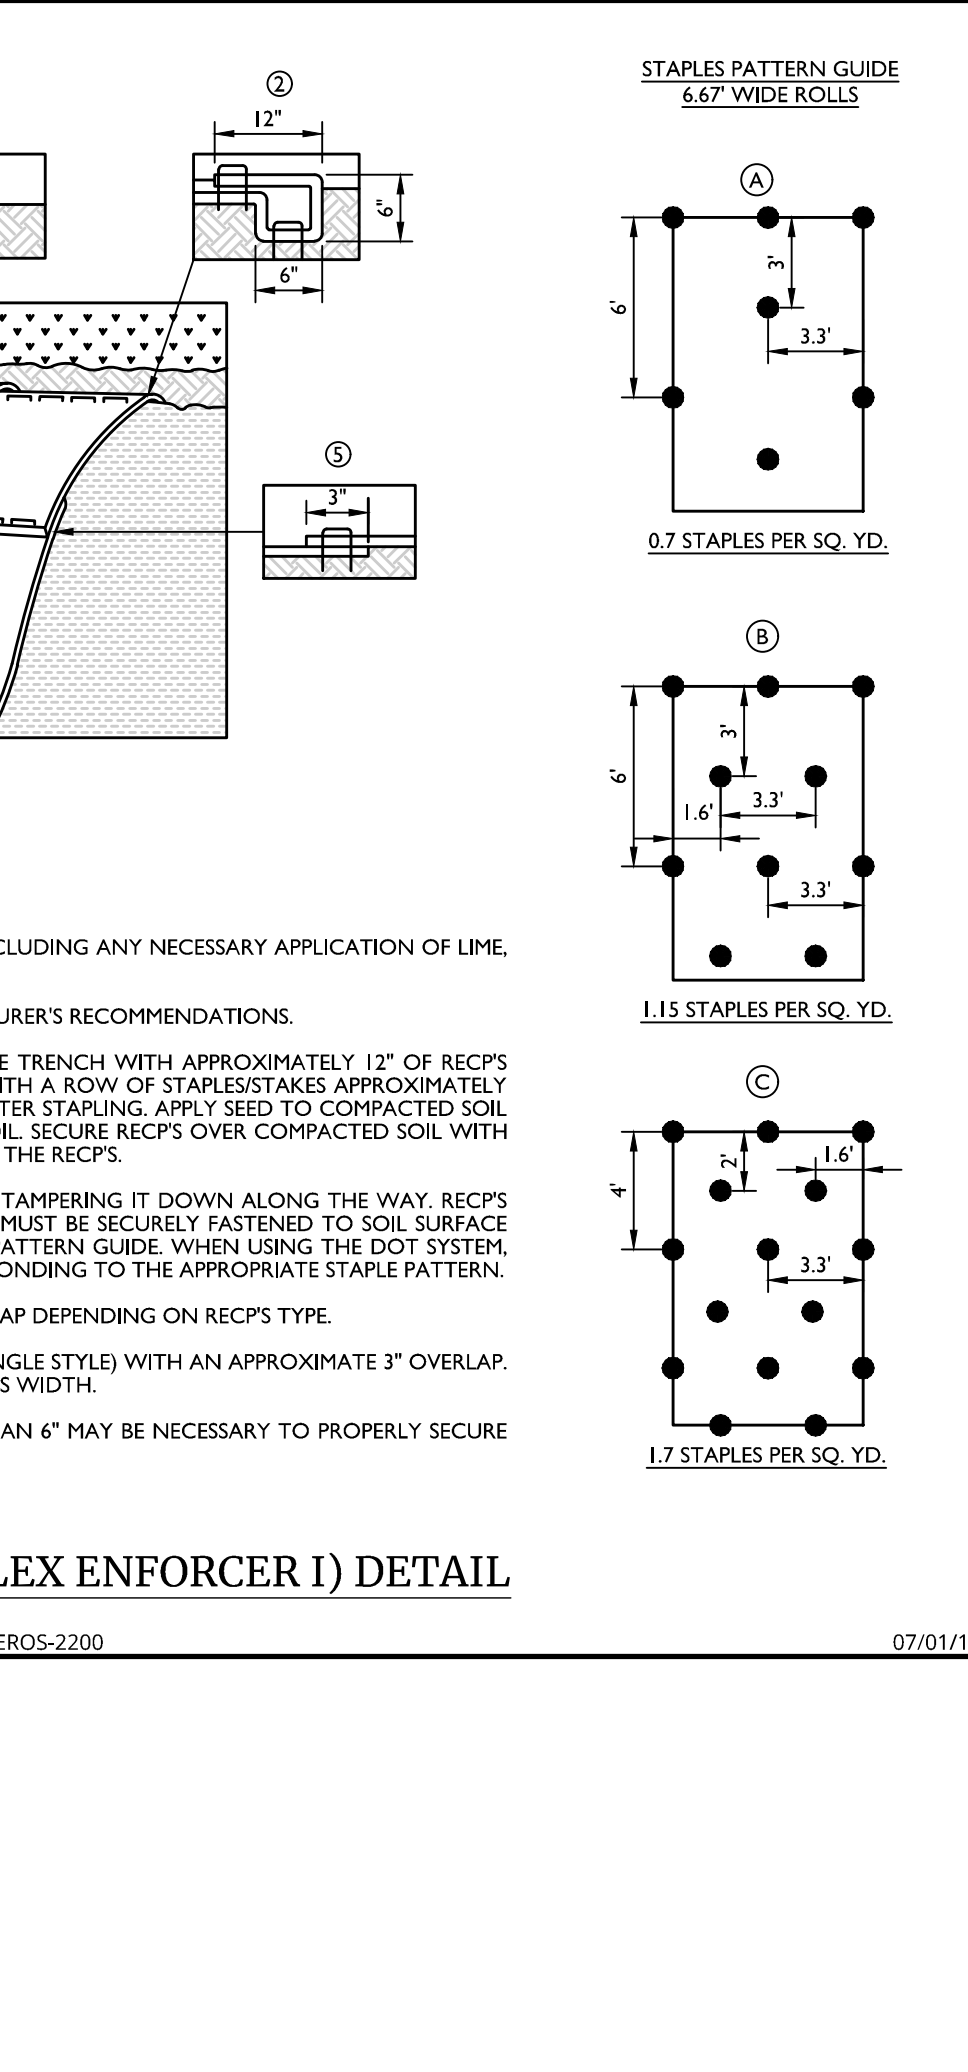 ②
12"
6"
6"
⑤
3"
CLUDING ANY NECESSARY APPLICATION OF LIME,
URER'S RECOMMENDATIONS.
E TRENCH WITH APPROXIMATELY 12" OF RECP'S
ITH A ROW OF STAPLES/STAKES APPROXIMATELY
TER STAPLING. APPLY SEED TO COMPACTED SOIL
IL. SECURE RECP'S OVER COMPACTED SOIL WITH
THE RECP'S.
TAMPERING IT DOWN ALONG THE WAY. RECP'S
MUST BE SECURELY FASTENED TO SOIL SURFACE
PATTERN GUIDE. WHEN USING THE DOT SYSTEM,
ONDING TO THE APPROPRIATE STAPLE PATTERN.
AP DEPENDING ON RECP'S TYPE.
NGLE STYLE) WITH AN APPROXIMATE 3" OVERLAP.
S WIDTH.
AN 6" MAY BE NECESSARY TO PROPERLY SECURE
STAPLES PATTERN GUIDE
6.67' WIDE ROLLS
Ⓐ
3'
6'
3.3'
0.7 STAPLES PER SQ. YD.
Ⓑ
3'
6'
1.6'
3.3'
3.3'
1.15 STAPLES PER SQ. YD.
Ⓒ
2'
1.6'
4'
3.3'
1.7 STAPLES PER SQ. YD.
LEX ENFORCER I) DETAIL
EROS-2200
07/01/1